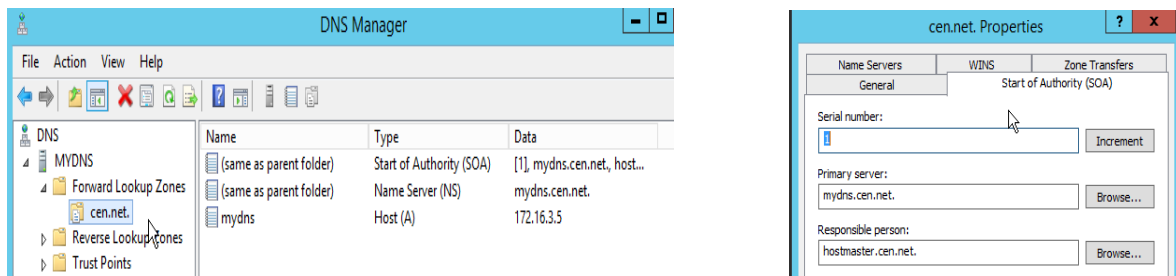 DNS Manager
File Action View Help
DNS
MYDNS
Forward Lookup Zones
cen.net.
Reverse Lookup Zones
Trust Points
Name Type Data
(same as parent folder) Start of Authority (SOA) [1], mydns.cen.net., host...
(same as parent folder) Name Server (NS) mydns.cen.net.
mydns Host (A) 172.16.3.5
cen.net. Properties ? x
Name Servers WINS Zone Transfers
General Start of Authority (SOA)
Serial number:
1 Increment
Primary server:
mydns.cen.net. Browse...
Responsible person:
hostmaster.cen.net. Browse...